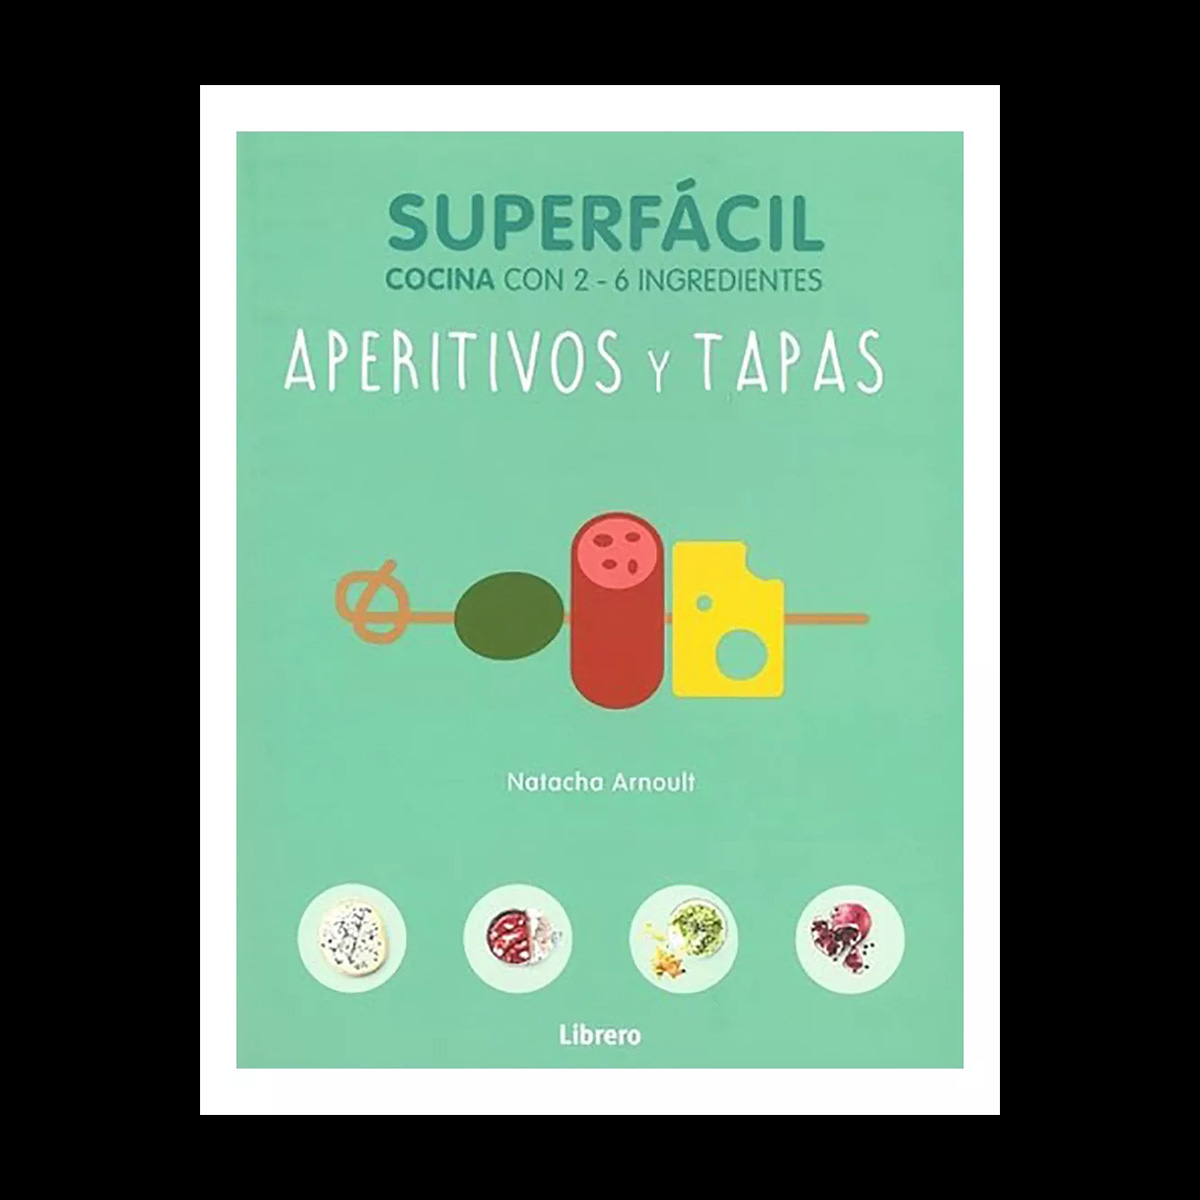 SUPERFÁCIL
COCINA CON 2 - 6 INGREDIENTES
APERITIVOS Y TAPAS
Natacha Arnoult
Librero